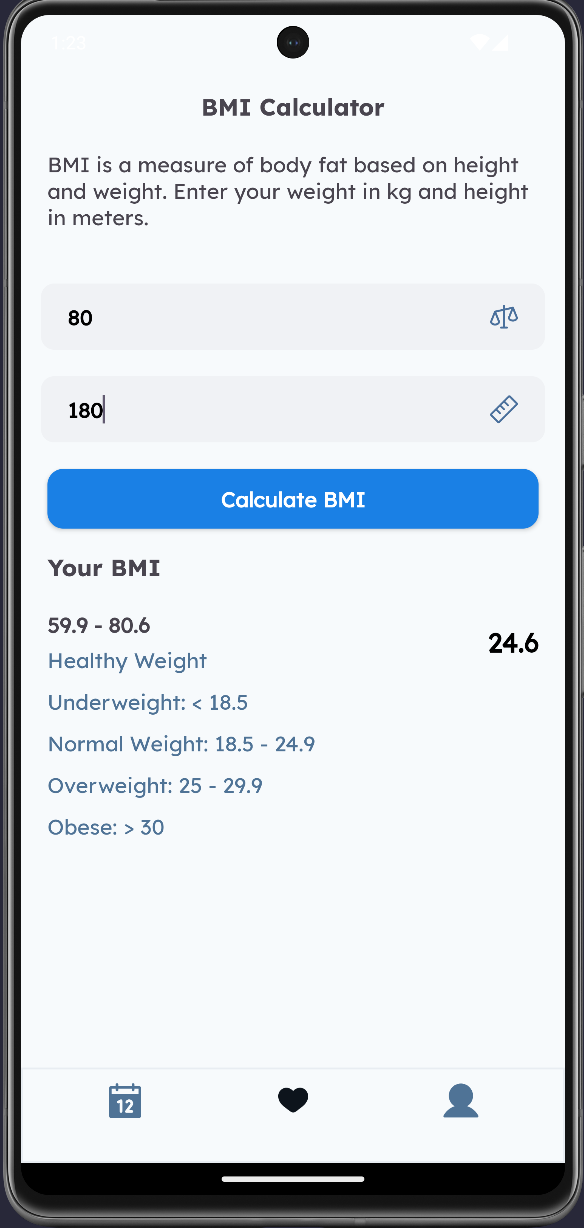 1:23
BMI Calculator
BMI is a measure of body fat based on height
and weight. Enter your weight in kg and height
in meters.
80
180
Calculate BMI
Your BMI
59.9 - 80.6
24.6
Healthy Weight
Underweight: < 18.5
Normal Weight: 18.5 - 24.9
Overweight: 25 - 29.9
Obese: > 30
12